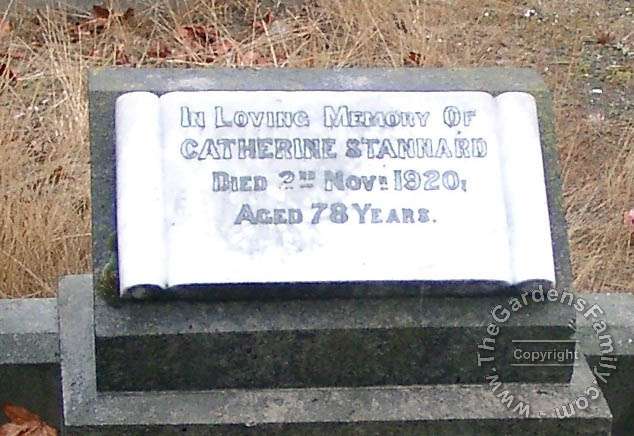 In Loving Memory Of
CATHERINE STANNARD
Died 2nd Novr 1920,
Aged 78 Years.
www.TheGardensFamily.com
Copyright